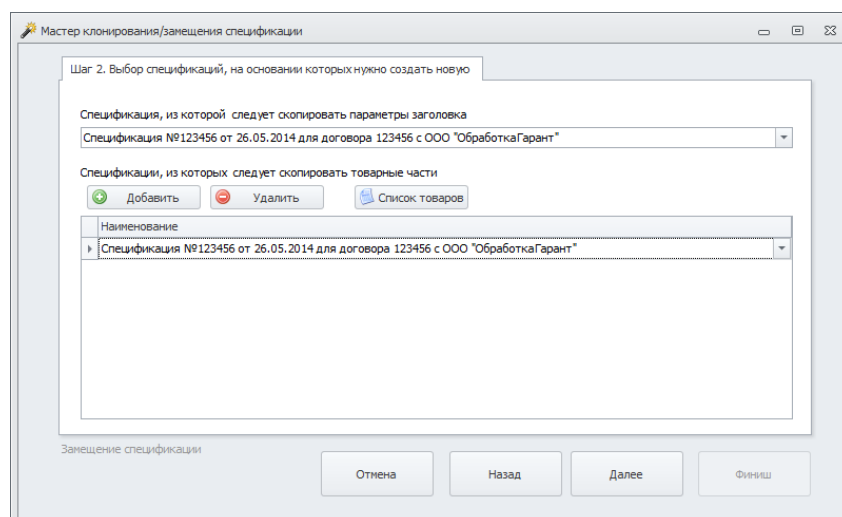 Мастер клонирования/замещения спецификации
Шаг 2. Выбор спецификаций, на основании которых нужно создать новую
Спецификация, из которой следует скопировать параметры заголовка
Спецификация №123456 от 26.05.2014 для договора 123456 с ООО "ОбработкаГарант"
Спецификации, из которых следует скопировать товарные части
Добавить Удалить Список товаров
Наименование
Спецификация №123456 от 26.05.2014 для договора 123456 с ООО "ОбработкаГарант"
Замещение спецификации
Отмена Назад Далее Финиш